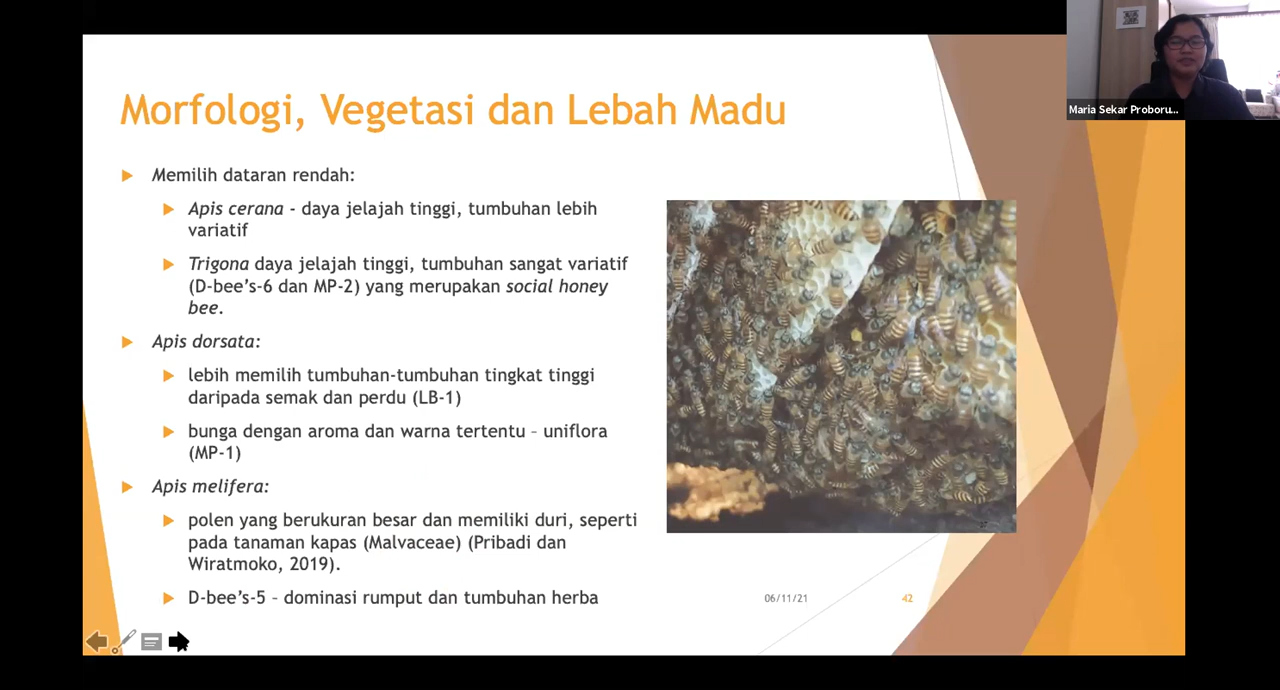 Morfologi, Vegetasi dan Lebah Madu
Memilih dataran rendah:
Apis cerana - daya jelajah tinggi, tumbuhan lebih
variatif
Trigona daya jelajah tinggi, tumbuhan sangat variatif
(D-bee’s-6 dan MP-2) yang merupakan social honey
bee.
Apis dorsata:
lebih memilih tumbuhan-tumbuhan tingkat tinggi
daripada semak dan perdu (LB-1)
bunga dengan aroma dan warna tertentu – uniflora
(MP-1)
Apis melifera:
polen yang berukuran besar dan memiliki duri, seperti
pada tanaman kapas (Malvaceae) (Pribadi dan
Wiratmoko, 2019).
D-bee’s-5 – dominasi rumput dan tumbuhan herba
06/11/21
42
Maria Sekar Proboru...